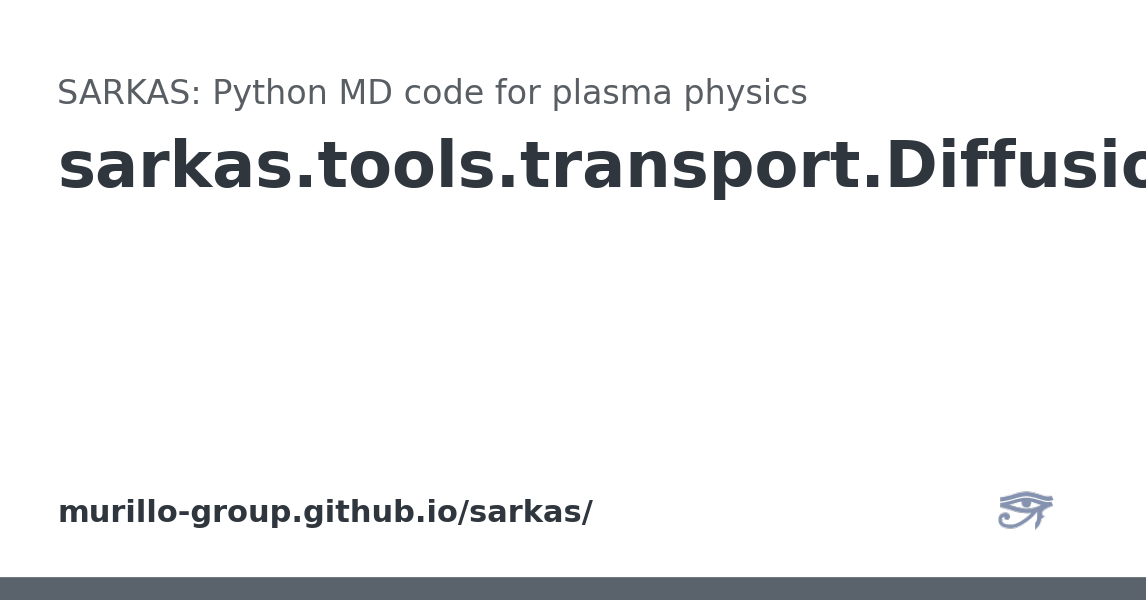 SARKAS: Python MD code for plasma physics
sarkas.tools.transport.Diffusio
murillo-group.github.io/sarkas/